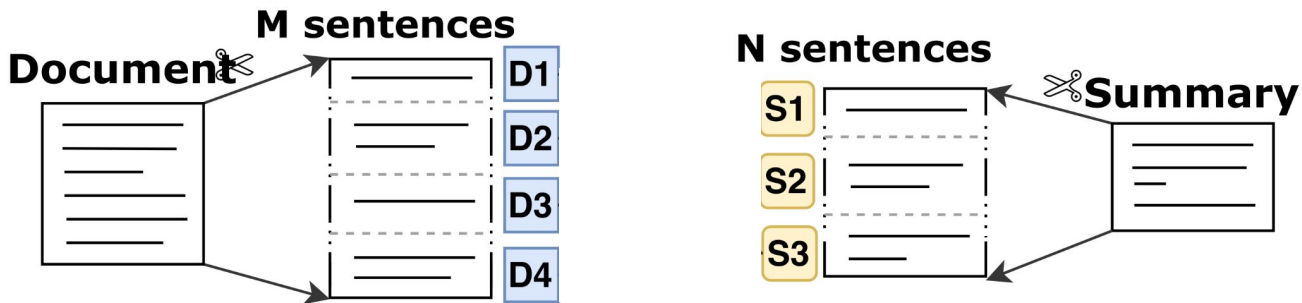 M sentences
Document
D1
D2
D3
D4
N sentences
Summary
S1
S2
S3